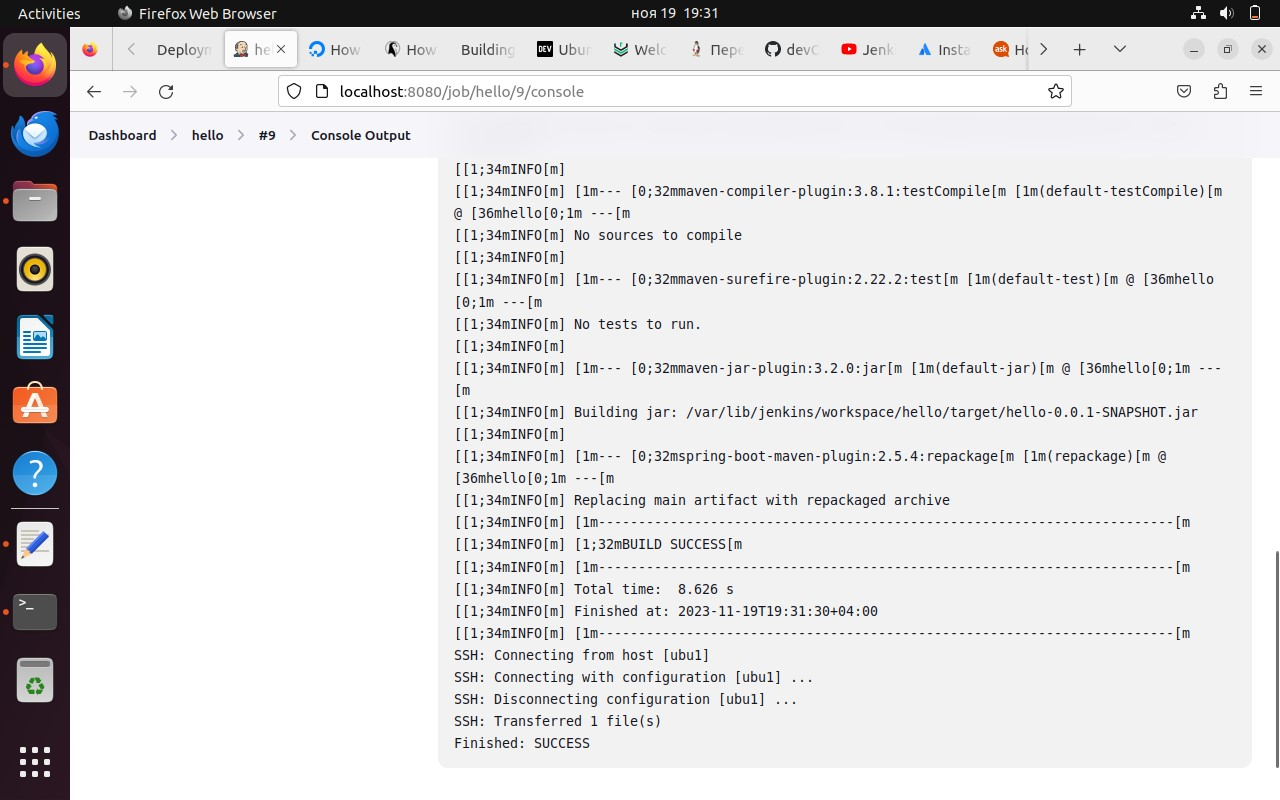 Activities
Firefox Web Browser
ноя 19 19:31
Deploym
he
How
How
Building
DEV Ubu
Welc
Пере
devC
Jenk
Insta
ask Ho
localhost:8080/job/hello/9/console
Dashboard
hello
#9
Console Output
[[1;34mINFO[m]
[[1;34mINFO[m] [1m--- [0;32mmaven-compiler-plugin:3.8.1:testCompile[m [1m(default-testCompile)[m
@ [36mhello[0;1m ---[m
[[1;34mINFO[m] No sources to compile
[[1;34mINFO[m]
[[1;34mINFO[m] [1m--- [0;32mmaven-surefire-plugin:2.22.2:test[m [1m(default-test)[m @ [36mhello
[0;1m ---[m
[[1;34mINFO[m] No tests to run.
[[1;34mINFO[m]
[[1;34mINFO[m] [1m--- [0;32mmaven-jar-plugin:3.2.0:jar[m [1m(default-jar)[m @ [36mhello[0;1m ---
[m
[[1;34mINFO[m] Building jar: /var/lib/jenkins/workspace/hello/target/hello-0.0.1-SNAPSHOT.jar
[[1;34mINFO[m]
[[1;34mINFO[m] [1m--- [0;32mspring-boot-maven-plugin:2.5.4:repackage[m [1m(repackage)[m @
[36mhello[0;1m ---[m
[[1;34mINFO[m] Replacing main artifact with repackaged archive
[[1;34mINFO[m] [1m------------------------------------------------------------------------[m
[[1;34mINFO[m] [1;32mBUILD SUCCESS[m
[[1;34mINFO[m] [1m------------------------------------------------------------------------[m
[[1;34mINFO[m] Total time:  8.626 s
[[1;34mINFO[m] Finished at: 2023-11-19T19:31:30+04:00
[[1;34mINFO[m] [1m------------------------------------------------------------------------[m
SSH: Connecting from host [ubu1]
SSH: Connecting with configuration [ubu1] ...
SSH: Disconnecting configuration [ubu1] ...
SSH: Transferred 1 file(s)
Finished: SUCCESS